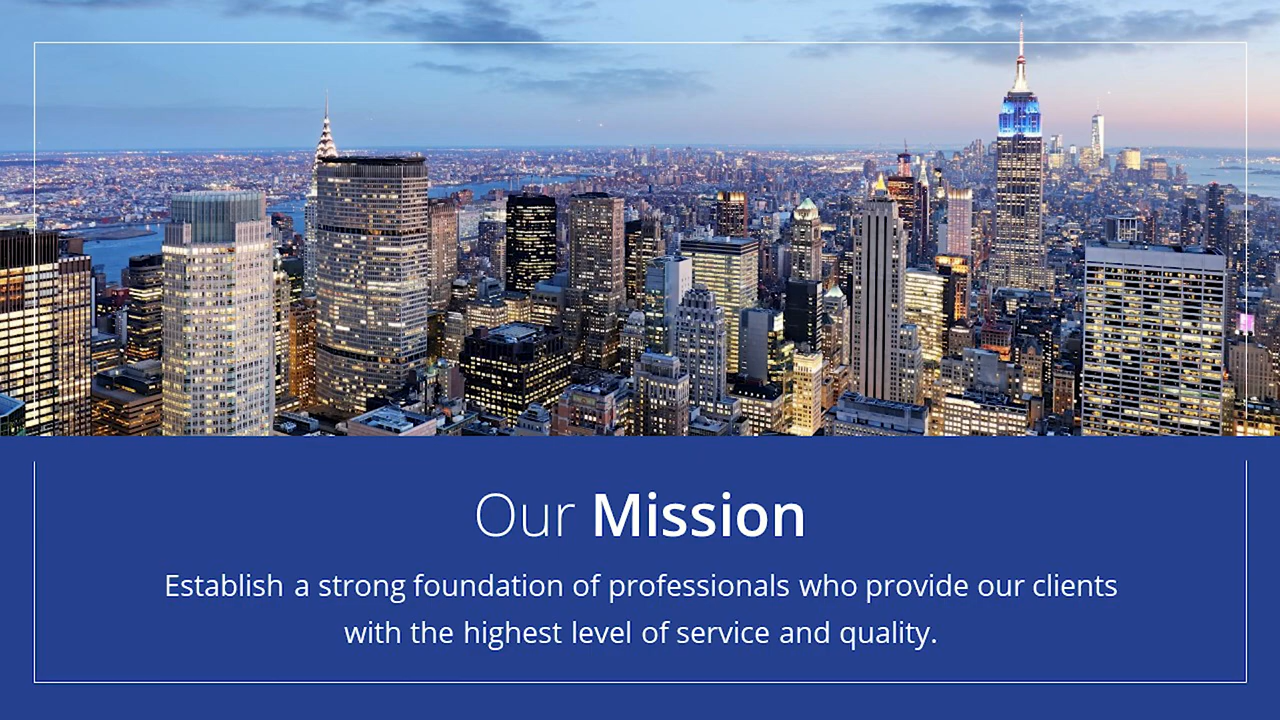 Our Mission
Establish a strong foundation of professionals who provide our clients
with the highest level of service and quality.